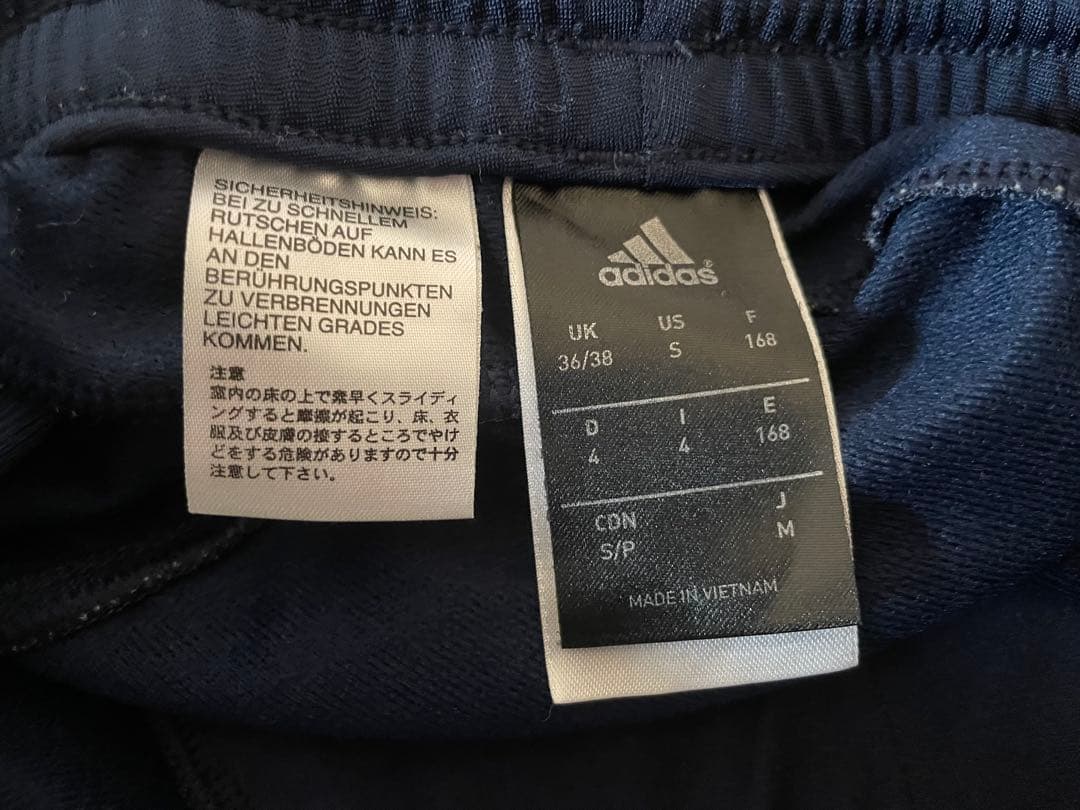 SICHERHEITSHINWEIS:
BEI ZU SCHNELLEM
RUTSCHEN AUF
HALLENBÖDEN KANN ES
AN DEN
BERÜHRUNGSPUNKTEN
ZU VERBRENNUNGEN
LEICHTEN GRADES
KOMMEN.
注意
室内の床の上で素早くスライディ
ングすると摩擦が起こり、床、衣
服及び皮膚の接するところでやけ
どをする危険がありますので十分
注意して下さい。
adidas®
UK US F
36/38 S 168
D I E
4 4 168
CDN J
S/P M
MADE IN VIETNAM